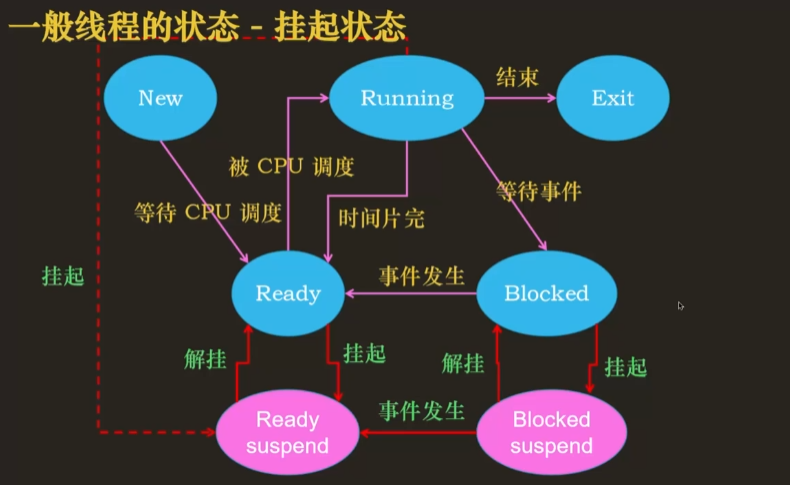 一般线程的状态 - 挂起状态
New
Running
结束
Exit
被 CPU 调度
等待 CPU 调度
时间片完
等待事件
挂起
Ready
事件发生
Blocked
解挂
挂起
解挂
挂起
Ready
suspend
事件发生
Blocked
suspend